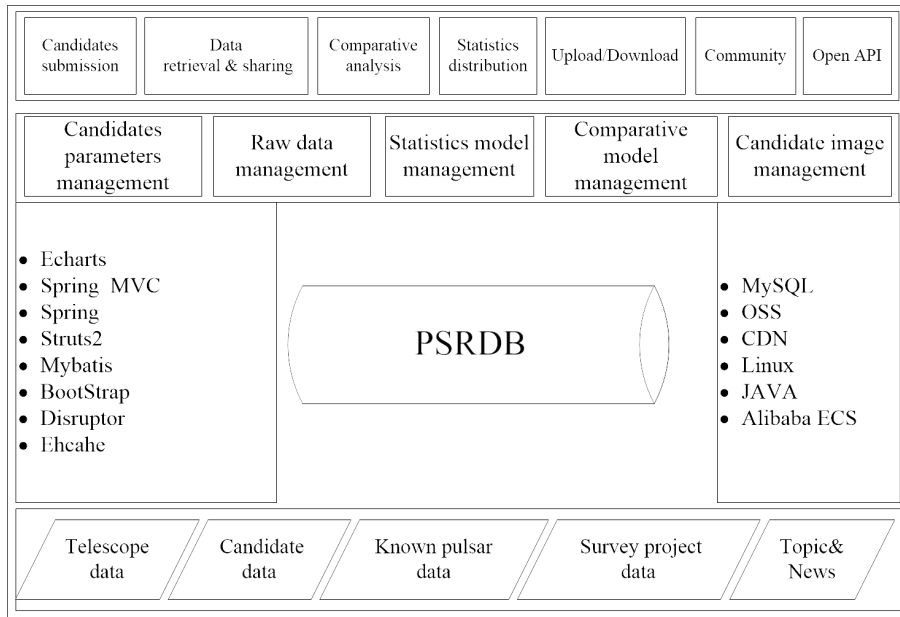 Candidates
submission
Data
retrieval & sharing
Comparative
analysis
Statistics
distribution
Upload/Download
Community
Open API
Candidates
parameters
management
Raw data
management
Statistics model
management
Comparative
model
management
Candidate image
management
• Echarts
• Spring MVC
• Spring
• Struts2
• Mybatis
• BootStrap
• Disruptor
• Ehcahe
PSRDB
• MySQL
• OSS
• CDN
• Linux
• JAVA
• Alibaba ECS
Telescope
data
Candidate
data
Known pulsar
data
Survey project
data
Topic&
News